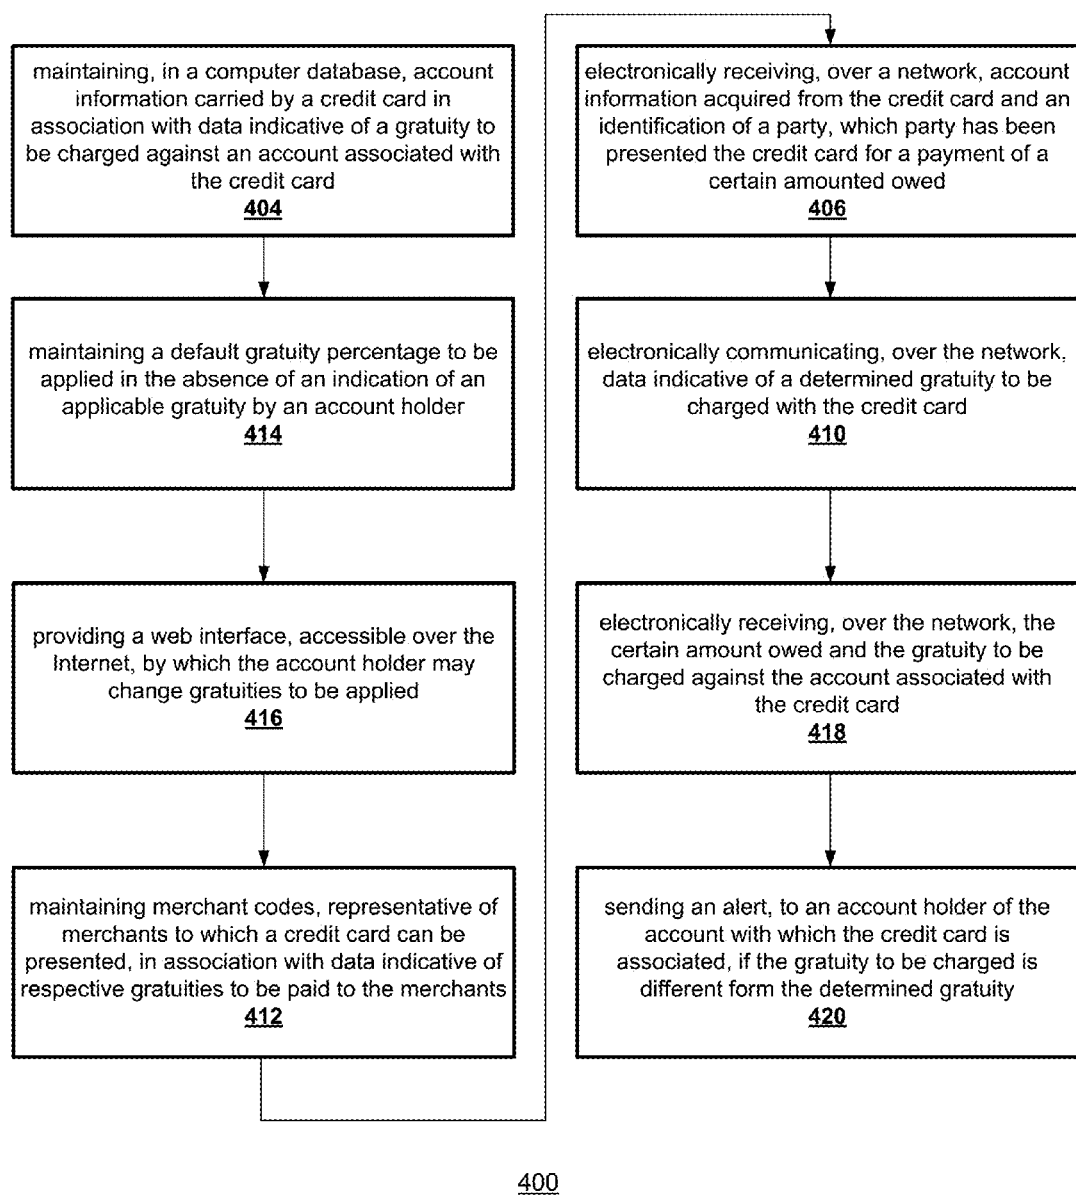 maintaining, in a computer database, account
information carried by a credit card in
association with data indicative of a gratuity to
be charged against an account associated with
the credit card
404
maintaining a default gratuity percentage to be
applied in the absence of an indication of an
applicable gratuity by an account holder
414
providing a web interface, accessible over the
Internet, by which the account holder may
change gratuities to be applied
416
maintaining merchant codes, representative of
merchants to which a credit card can be
presented, in association with data indicative of
respective gratuities to be paid to the merchants
412
electronically receiving, over a network, account
information acquired from the credit card and an
identification of a party, which party has been
presented the credit card for a payment of a
certain amounted owed
406
electronically communicating, over the network,
data indicative of a determined gratuity to be
charged with the credit card
410
electronically receiving, over the network, the
certain amount owed and the gratuity to be
charged against the account associated with
the credit card
418
sending an alert, to an account holder of the
account with which the credit card is
associated, if the gratuity to be charged is
different form the determined gratuity
420
400